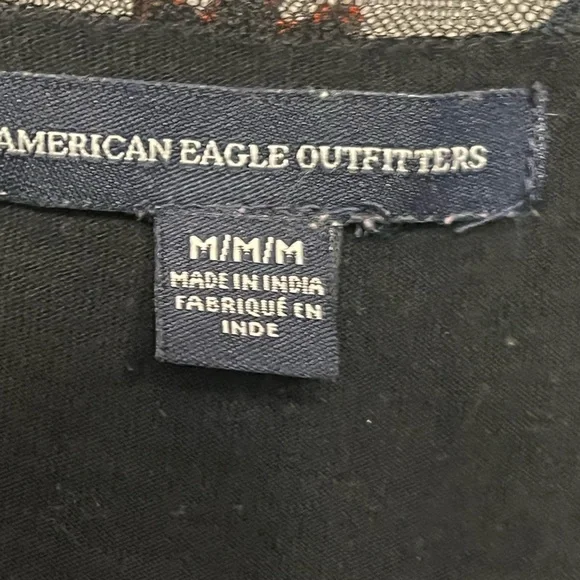 AMERICAN EAGLE OUTFITTERS
M/M/M
MADE IN INDIA
FABRIQUÉ EN
INDE